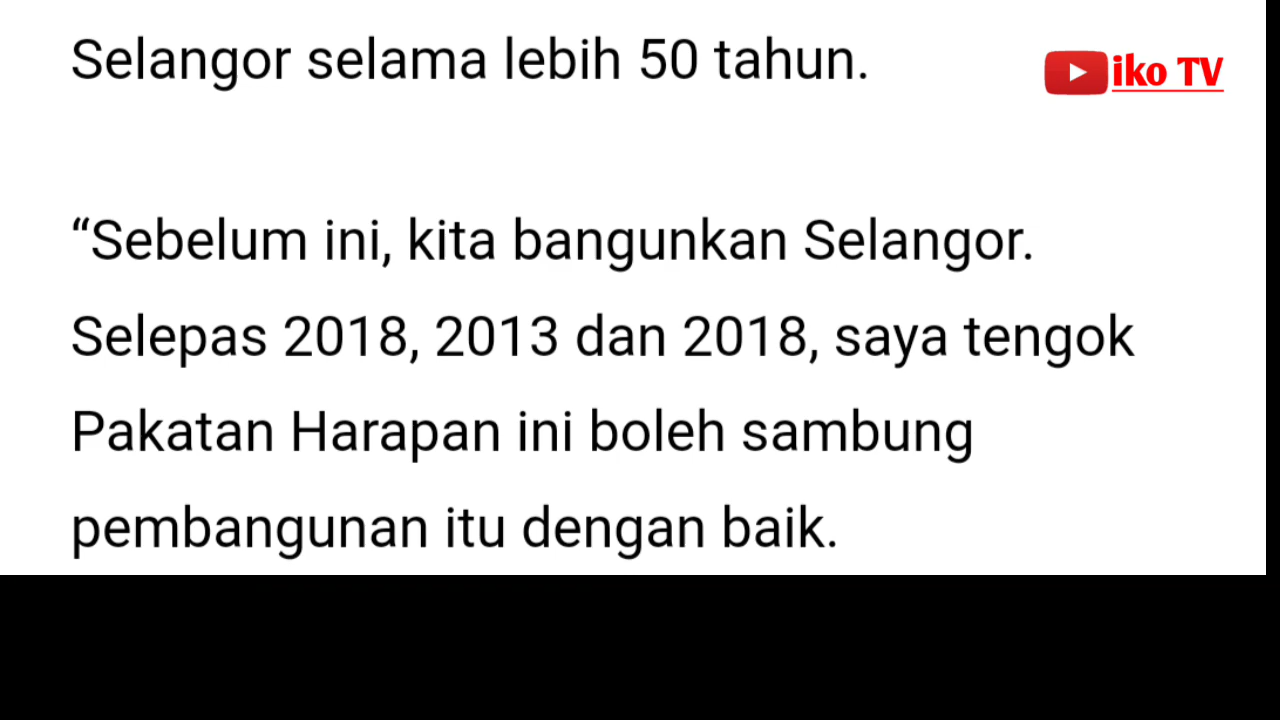 Selangor selama lebih 50 tahun.
iko TV
“Sebelum ini, kita bangunkan Selangor.
Selepas 2018, 2013 dan 2018, saya tengok
Pakatan Harapan ini boleh sambung
pembangunan itu dengan baik.